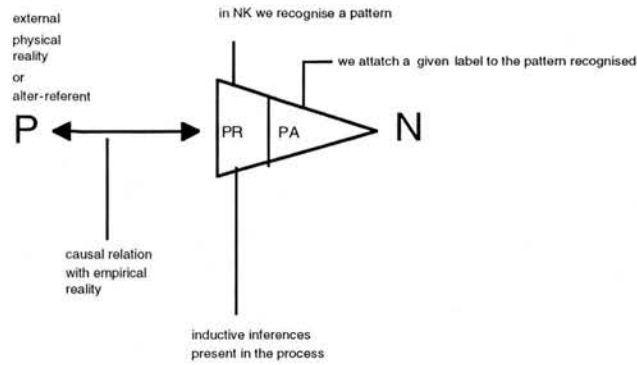 external
physical
reality
or
alter-referent
in NK we recognise a pattern
we attatch a given label to the pattern recognised
P
PR
PA
N
causal relation
with empirical
reality
inductive inferences
present in the process